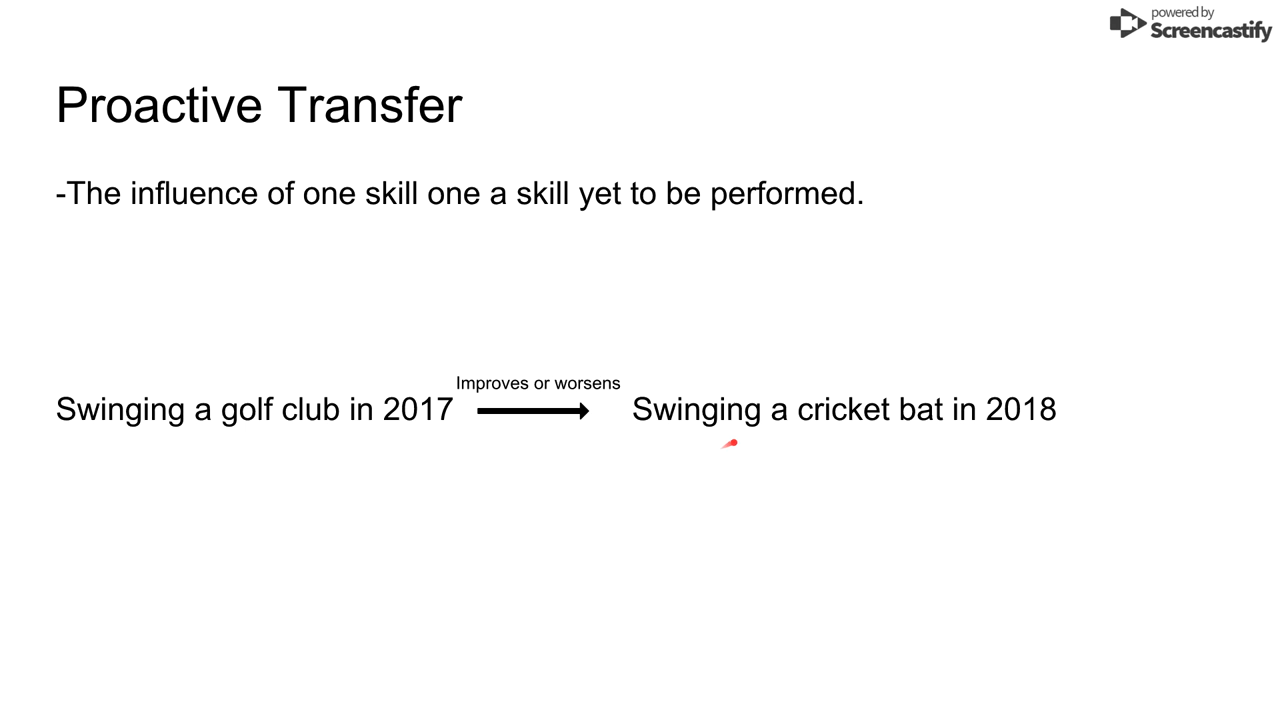 powered by
Screencastify
Proactive Transfer
-The influence of one skill one a skill yet to be performed.
Improves or worsens
Swinging a golf club in 2017 Swinging a cricket bat in 2018